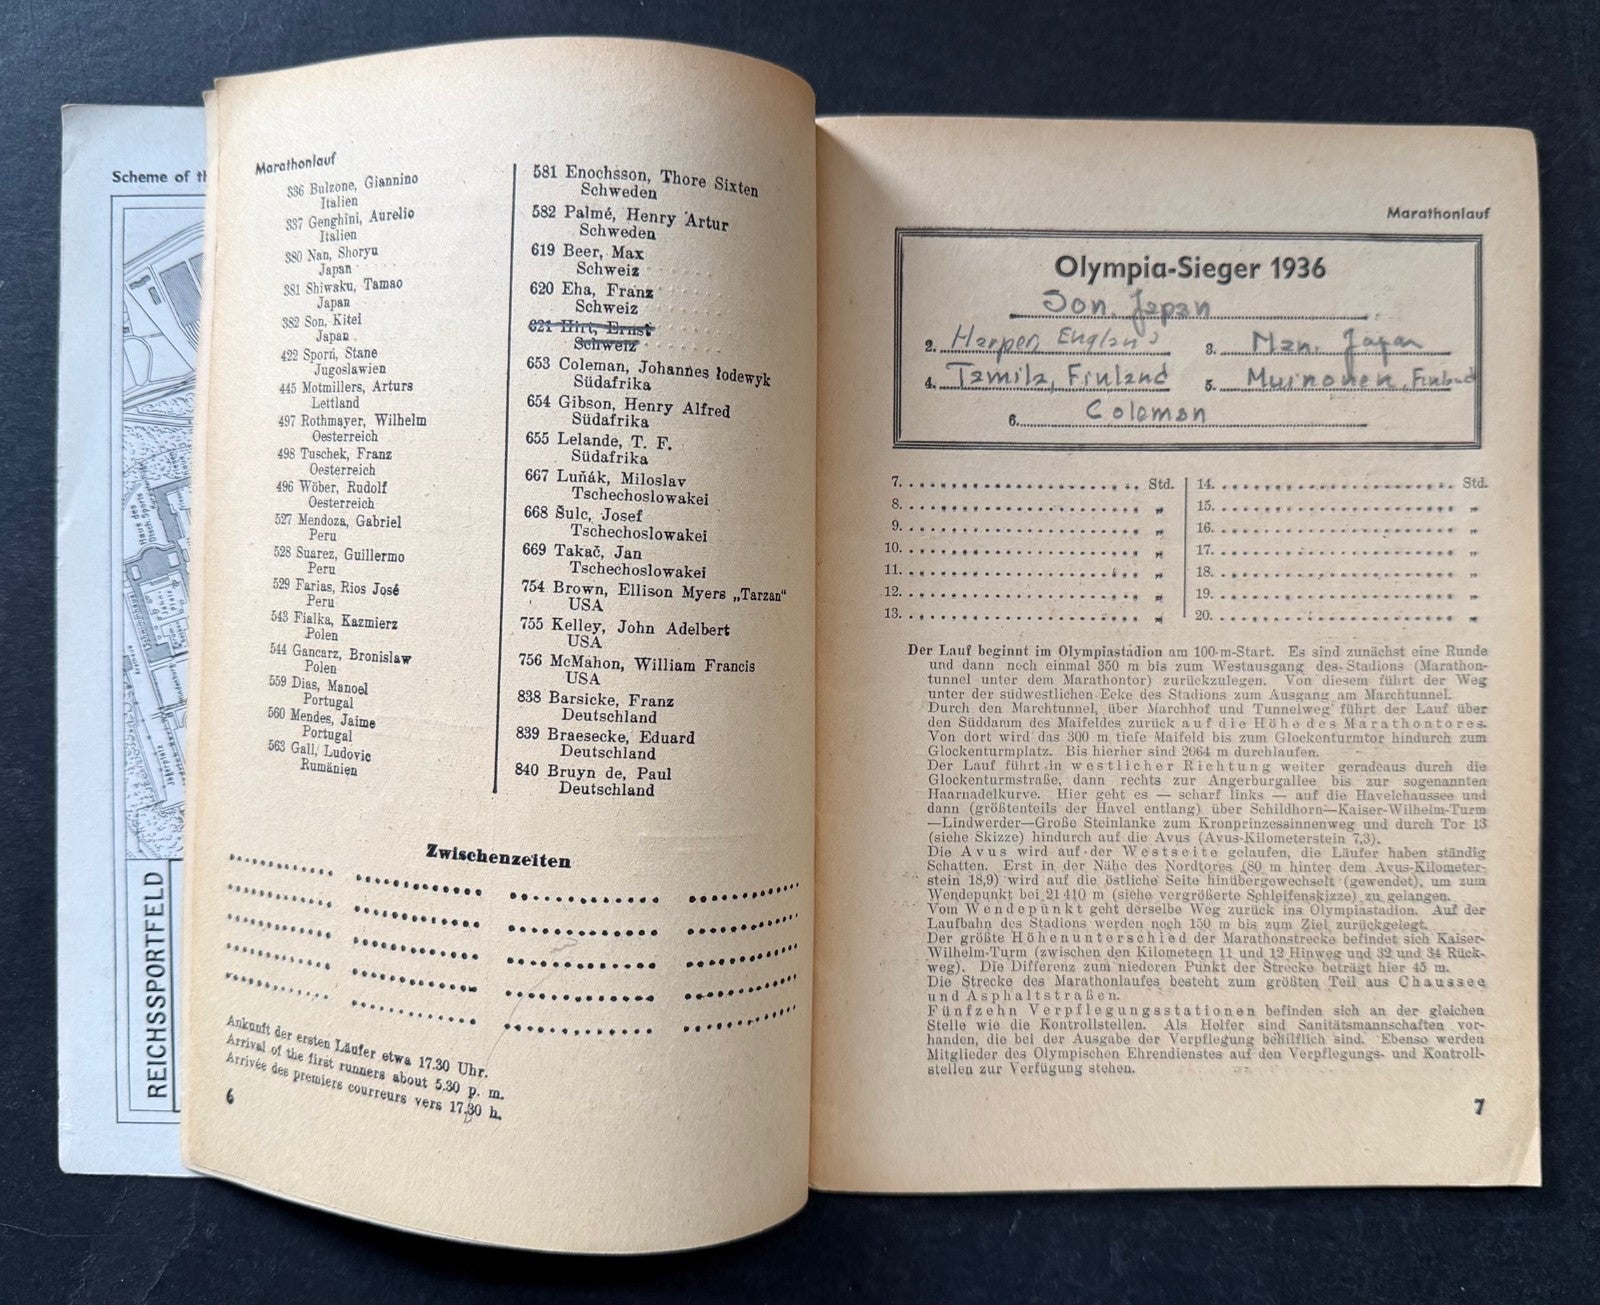 Scheme of th
REICHSSPORTFELD
Marathonlauf
336 Bulzone, Giannino
Italien
337 Genghini, Aurelio
Italien
380 Nan, Shoryu
Japan
381 Shiwaku, Tamao
Japan
382 Son, Kitei
Japan
422 Sporń, Stane
Jugoslawien
445 Motmillers, Arturs
Lettland
497 Rothmayer, Wilhelm
Oesterreich
498 Tuschek, Franz
Oesterreich
496 Wöber, Rudolf
Oesterreich
527 Mendoza, Gabriel
Peru
528 Suarez, Guillermo
Peru
529 Farias, Rios José
Peru
543 Fialka, Kazmierz
Polen
544 Gancarz, Bronislaw
Polen
559 Dias, Manoel
Portugal
560 Mendes, Jaime
Portugal
563 Gall, Ludovic
Rumänien
581 Enochsson, Thore Sixten
Schweden
582 Palmé, Henry Artur
Schweden
619 Beer, Max
Schweiz
620 Eha, Franz
Schweiz
621 Hirt, Ernst
Schweiz
653 Coleman, Johannes lodewyk
Südafrika
654 Gibson, Henry Alfred
Südafrika
655 Lelande, T. F.
Südafrika
667 Luňák, Miloslav
Tschechoslowakei
668 Šulc, Josef
Tschechoslowakei
669 Takač, Jan
Tschechoslowakei
754 Brown, Ellison Myers „Tarzan“
USA
755 Kelley, John Adelbert
USA
756 McMahon, William Francis
USA
838 Barsicke, Franz
Deutschland
839 Braesecke, Eduard
Deutschland
840 Bruyn de, Paul
Deutschland
Zwischenzeiten
Ankunft der ersten Läufer etwa 17.30 Uhr.
Arrival of the first runners about 5.30 p. m.
Arrivée des premiers courreurs vers 17.30 h.
6
Marathonlauf
Olympia-Sieger 1936
Son, Japan
2. Harper, England 3. Nan, Japan
4. Tamila, Finland 5. Muinonen, Finland
6. Coleman
7. Std.
8. „
9. „
10. „
11. „
12. „
13. „
14. Std.
15. „
16. „
17. „
18. „
19. „
20. „
Der Lauf beginnt im Olympiastadion am 100-m-Start. Es sind zunächst eine Runde
und dann noch einmal 350 m bis zum Westausgang des Stadions (Marathon-
tunnel unter dem Marathontor) zurückzulegen. Von diesem führt der Weg
unter der südwestlichen Ecke des Stadions zum Ausgang am Marchtunnel.
Durch den Marchtunnel, über Marchhof und Tunnelweg führt der Lauf über
den Süddamm des Maifeldes zurück auf die Höhe des Marathontores.
Von dort wird das 300 m tiefe Maifeld bis zum Glockenturmtor hindurch zum
Glockenturmplatz. Bis hierher sind 2064 m durchlaufen.
Der Lauf führt in westlicher Richtung weiter geradeaus durch die
Glockenturmstraße, dann rechts zur Angerburgallee bis zur sogenannten
Haarnadelkurve. Hier geht es — scharf links — auf die Havelchaussee und
dann (größtenteils der Havel entlang) über Schildhorn—Kaiser-Wilhelm-Turm
—Lindwerder—Große Steinlanke zum Kronprinzessinnenweg und durch Tor 13
(siehe Skizze) hindurch auf die Avus (Avus-Kilometerstein 7,3).
Die Avus wird auf der Westseite gelaufen, die Läufer haben ständig
Schatten. Erst in der Nähe des Nordtores (80 m hinter dem Avus-Kilometer-
stein 18,9) wird auf die östliche Seite hinübergewechselt (gewendet), um zum
Wendepunkt bei 21 410 m (siehe vergrößerte Schleifenskizze) zu gelangen.
Vom Wendepunkt geht derselbe Weg zurück ins Olympiastadion. Auf der
Laufbahn des Stadions werden noch 150 m bis zum Ziel zurückgelegt.
Der größte Höhenunterschied der Marathonstrecke befindet sich Kaiser-
Wilhelm-Turm (zwischen den Kilometern 11 und 12 Hinweg und 32 und 34 Rück-
weg). Die Differenz zum niederen Punkt der Strecke beträgt hier 45 m.
Die Strecke des Marathonlaufes besteht zum größten Teil aus Chaussee
und Asphaltstraßen.
Fünfzehn Verpflegungsstationen befinden sich an der gleichen
Stelle wie die Kontrollstellen. Als Helfer sind Sanitätsmannschaften vor-
handen, die bei der Ausgabe der Verpflegung behilflich sind. Ebenso werden
Mitglieder des Olympischen Ehrendienstes auf den Verpflegungs- und Kontroll-
stellen zur Verfügung stehen.
7